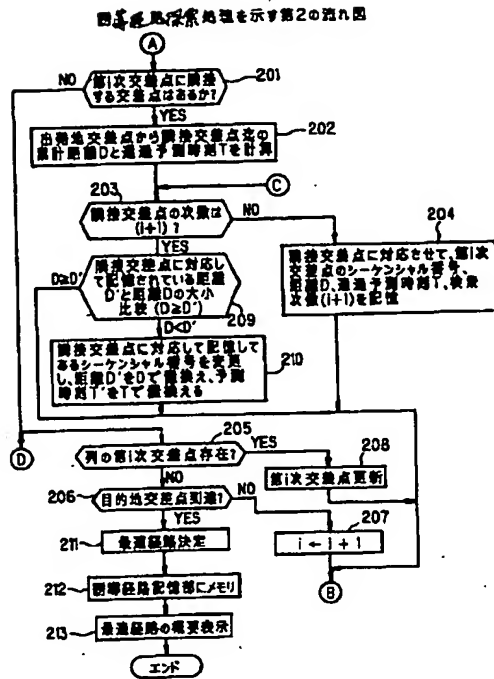 誘導経路探索処理を示す第2の流れ図
A
NO
第i次交差点に隣接
する交差点はあるか?
201
YES
202
出発地交差点から隣接交差点迄の
累計距離Dと通過予測時刻Tを計算
C
203
隣接交差点の次数は
(i+1)?
NO
204
YES
隣接交差点に対応させて、第i次
交差点のシーケンシャル番号、
距離D、通過予測時刻T、検索
次数(i+1)を記憶
D≥D'
隣接交差点に対応し
て記憶されている距離
D'と距離Dの大小
比較(D≥D')
209
D<D'
210
隣接交差点に対応して記憶して
あるシーケンシャル番号を変更
し、距離D'をDで置換え、予測
時刻T'をTで置換える
D
205
列の第i次交差点存在?
YES
208
第i次交差点更新
NO
206
目的地交差点到達?
NO
207
i←i+1
YES
211
最適経路決定
B
212
誘導経路記憶部にメモリ
213
最適経路の概要表示
エンド